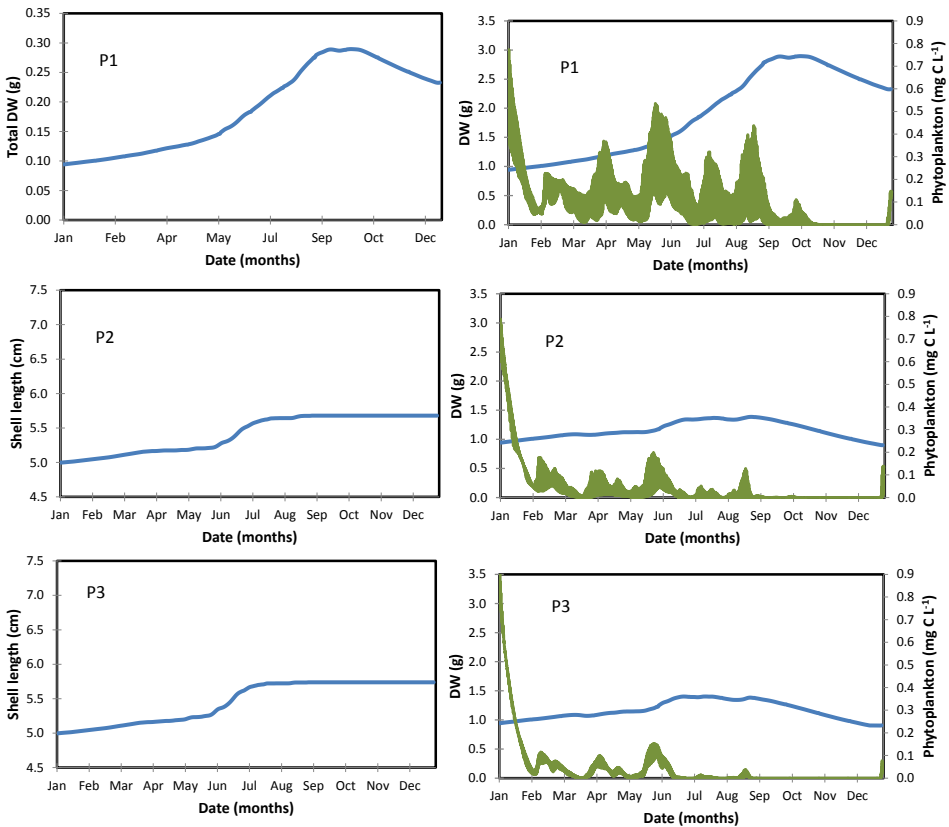 P1
Total DW (g)
0.35
0.30
0.25
0.20
0.15
0.10
0.05
0.00
Jan Feb Apr May Jul Sep Oct Dec
Date (months)
P1
DW (g)
3.5
3.0
2.5
2.0
1.5
1.0
0.5
0.0
0.9
0.8
0.7
0.6
0.5
0.4
0.3
0.2
0.1
0.0
Phytoplankton (mg C L-1)
Jan Feb Mar Apr May Jun Jul Aug Sep Oct Nov Dec
Date (months)
P2
Shell length (cm)
7.5
7.0
6.5
6.0
5.5
5.0
4.5
Jan Feb Mar Apr May Jun Jul Aug Sep Oct Nov Dec
Date (months)
P2
DW (g)
3.5
3.0
2.5
2.0
1.5
1.0
0.5
0.0
0.9
0.8
0.7
0.6
0.5
0.4
0.3
0.2
0.1
0.0
Phytoplankton (mg C L-1)
Jan Feb Mar Apr May Jun Jul Aug Sep Oct Nov Dec
Date (months)
P3
Shell length (cm)
7.5
7.0
6.5
6.0
5.5
5.0
4.5
Jan Feb Mar Apr May Jun Jul Aug Sep Oct Nov Dec
Date (months)
P3
DW (g)
3.5
3.0
2.5
2.0
1.5
1.0
0.5
0.0
0.9
0.8
0.7
0.6
0.5
0.4
0.3
0.2
0.1
0.0
Phytoplankton (mg C L-1)
Jan Feb Mar Apr May Jun Jul Aug Sep Oct Nov Dec
Date (months)